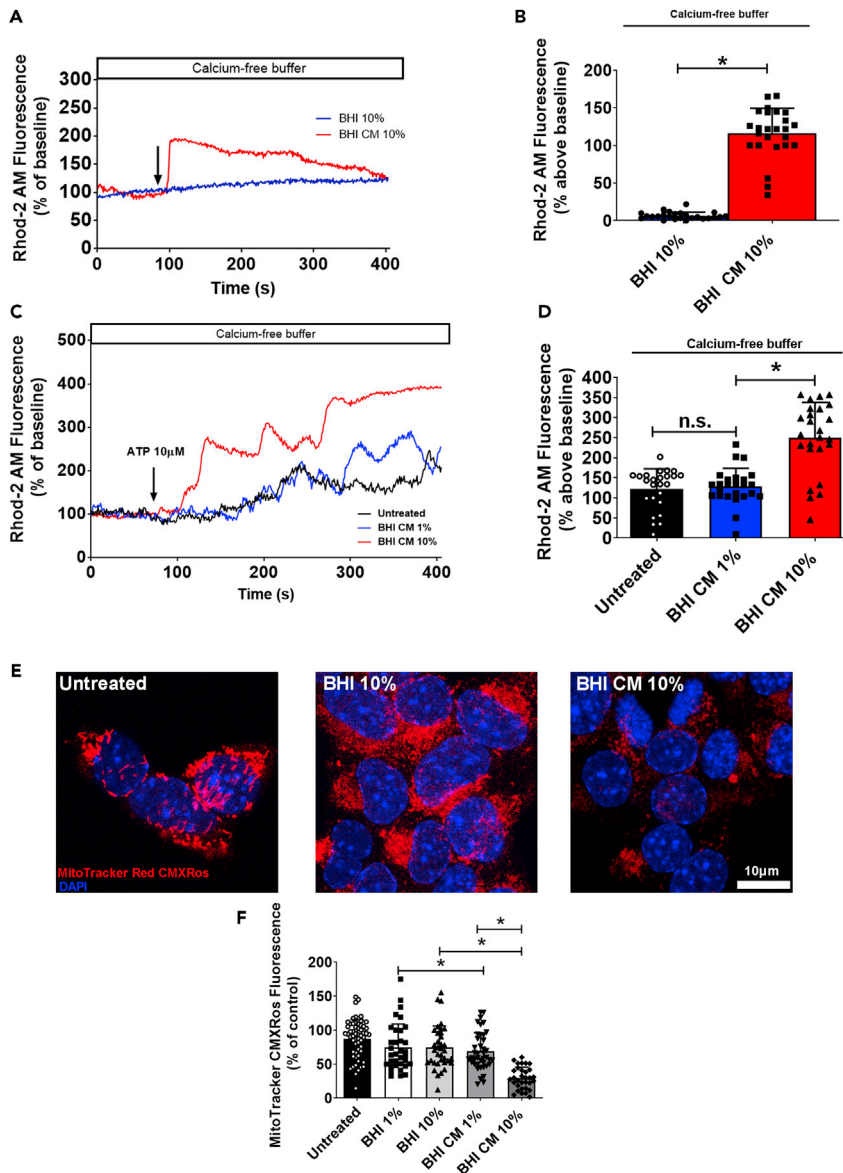 A
Calcium-free buffer
Rhod-2 AM Fluorescence
(% of baseline)
300
250
200
150
100
50
0
BHI 10%
BHI CM 10%
0
100
200
300
400
Time (s)
B
Calcium-free buffer
*
Rhod-2 AM Fluorescence
(% above baseline)
200
150
100
50
0
BHI 10%
BHI CM 10%
C
Calcium-free buffer
Rhod-2 AM Fluorescence
(% of baseline)
500
400
300
200
100
0
ATP 10µM
Untreated
BHI CM 1%
BHI CM 10%
0
100
200
300
400
Time (s)
D
Calcium-free buffer
*
n.s.
Rhod-2 AM Fluorescence
(% above baseline)
400
350
300
250
200
150
100
50
0
Untreated
BHI CM 1%
BHI CM 10%
E
Untreated
BHI 10%
BHI CM 10%
MitoTracker Red CMXRos
DAPI
10µm
F
*
*
*
MitoTracker CMXRos Fluorescence
(% of control)
200
150
100
50
0
Untreated
BHI 1%
BHI 10%
BHI CM 1%
BHI CM 10%